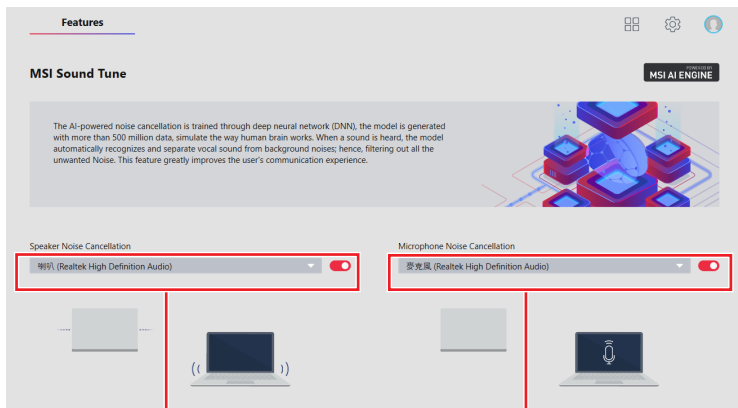 Features
MSI Sound Tune
POWERED BY
MSI AI ENGINE
The AI-powered noise cancellation is trained through deep neural network (DNN), the model is generated
with more than 500 million data, simulate the way human brain works. When a sound is heard, the model
automatically recognizes and separate vocal sound from background noises; hence, filtering out all the
unwanted Noise. This feature greatly improves the user's communication experience.
Speaker Noise Cancellation
喇叭 (Realtek High Definition Audio)
Microphone Noise Cancellation
麥克風 (Realtek High Definition Audio)